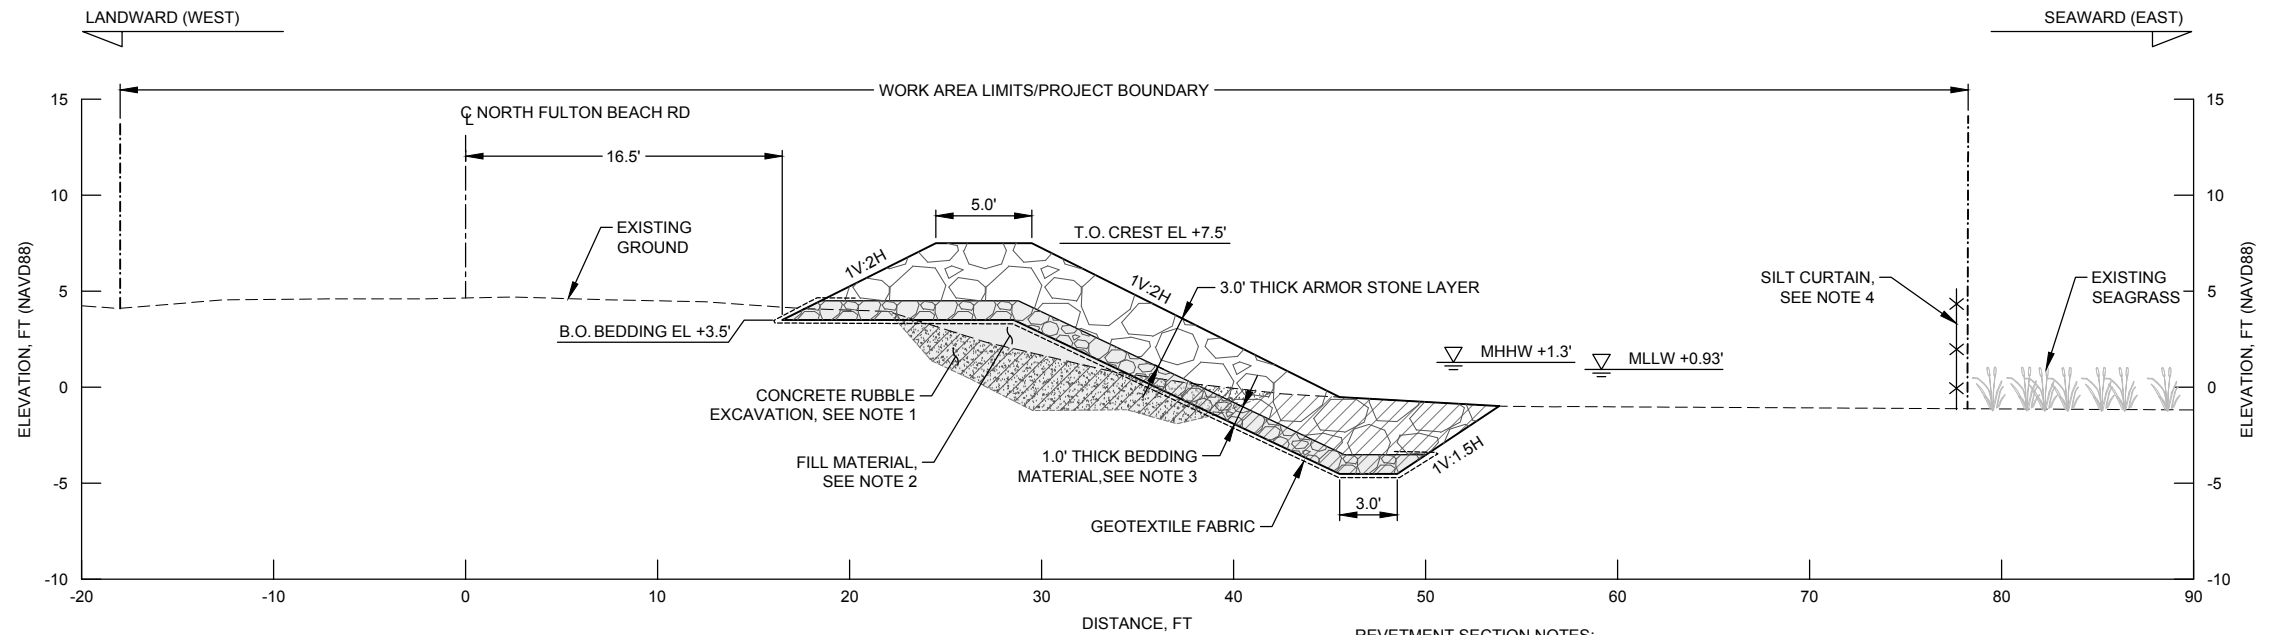 LANDWARD (WEST)
SEAWARD (EAST)
WORK AREA LIMITS/PROJECT BOUNDARY
℄ NORTH FULTON BEACH RD
16.5'
EXISTING
GROUND
5.0'
T.O. CREST EL +7.5'
1V:2H
1V:2H
3.0' THICK ARMOR STONE LAYER
SILT CURTAIN,
SEE NOTE 4
EXISTING
SEAGRASS
B.O. BEDDING EL +3.5'
MHHW +1.3'
MLLW +0.93'
CONCRETE RUBBLE
EXCAVATION, SEE NOTE 1
FILL MATERIAL,
SEE NOTE 2
1.0' THICK BEDDING
MATERIAL,SEE NOTE 3
1V:1.5H
3.0'
GEOTEXTILE FABRIC
ELEVATION, FT (NAVD88)
15
10
5
0
-5
-10
15
10
5
0
-5
-10
ELEVATION, FT (NAVD88)
-20 -10 0 10 20 30 40 50 60 70 80 90
DISTANCE, FT
REVETMENT SECTION NOTES: